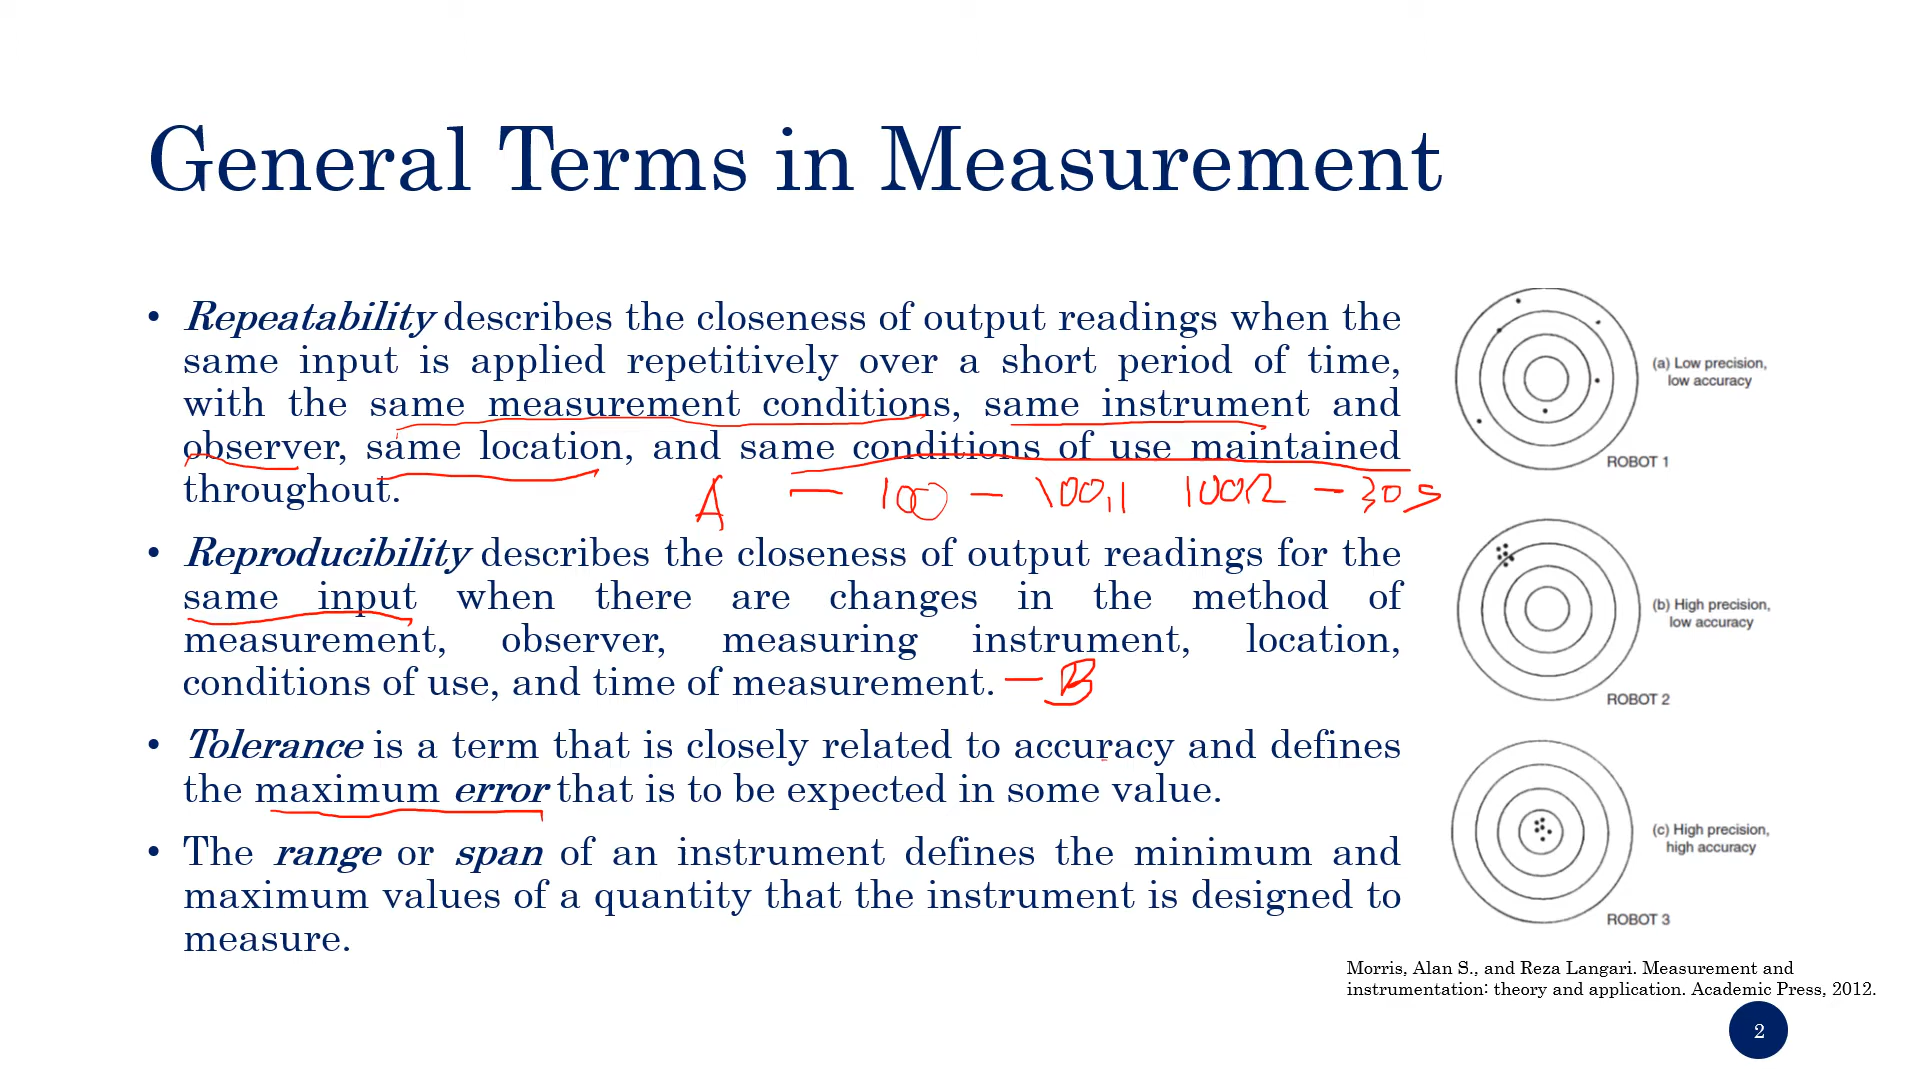 General Terms in Measurement
• Repeatability describes the closeness of output readings when the
same input is applied repetitively over a short period of time,
with the same measurement conditions, same instrument and
observer, same location, and same conditions of use maintained
throughout.
A — 100 — 100,1 100Ω — 30 s
• Reproducibility describes the closeness of output readings for the
same input when there are changes in the method of
measurement, observer, measuring instrument, location,
conditions of use, and time of measurement. — B
• Tolerance is a term that is closely related to accuracy and defines
the maximum error that is to be expected in some value.
• The range or span of an instrument defines the minimum and
maximum values of a quantity that the instrument is designed to
measure.
(a) Low precision,
low accuracy
ROBOT 1
(b) High precision,
low accuracy
ROBOT 2
(c) High precision,
high accuracy
ROBOT 3
Morris, Alan S., and Reza Langari. Measurement and
instrumentation: theory and application. Academic Press, 2012.
2